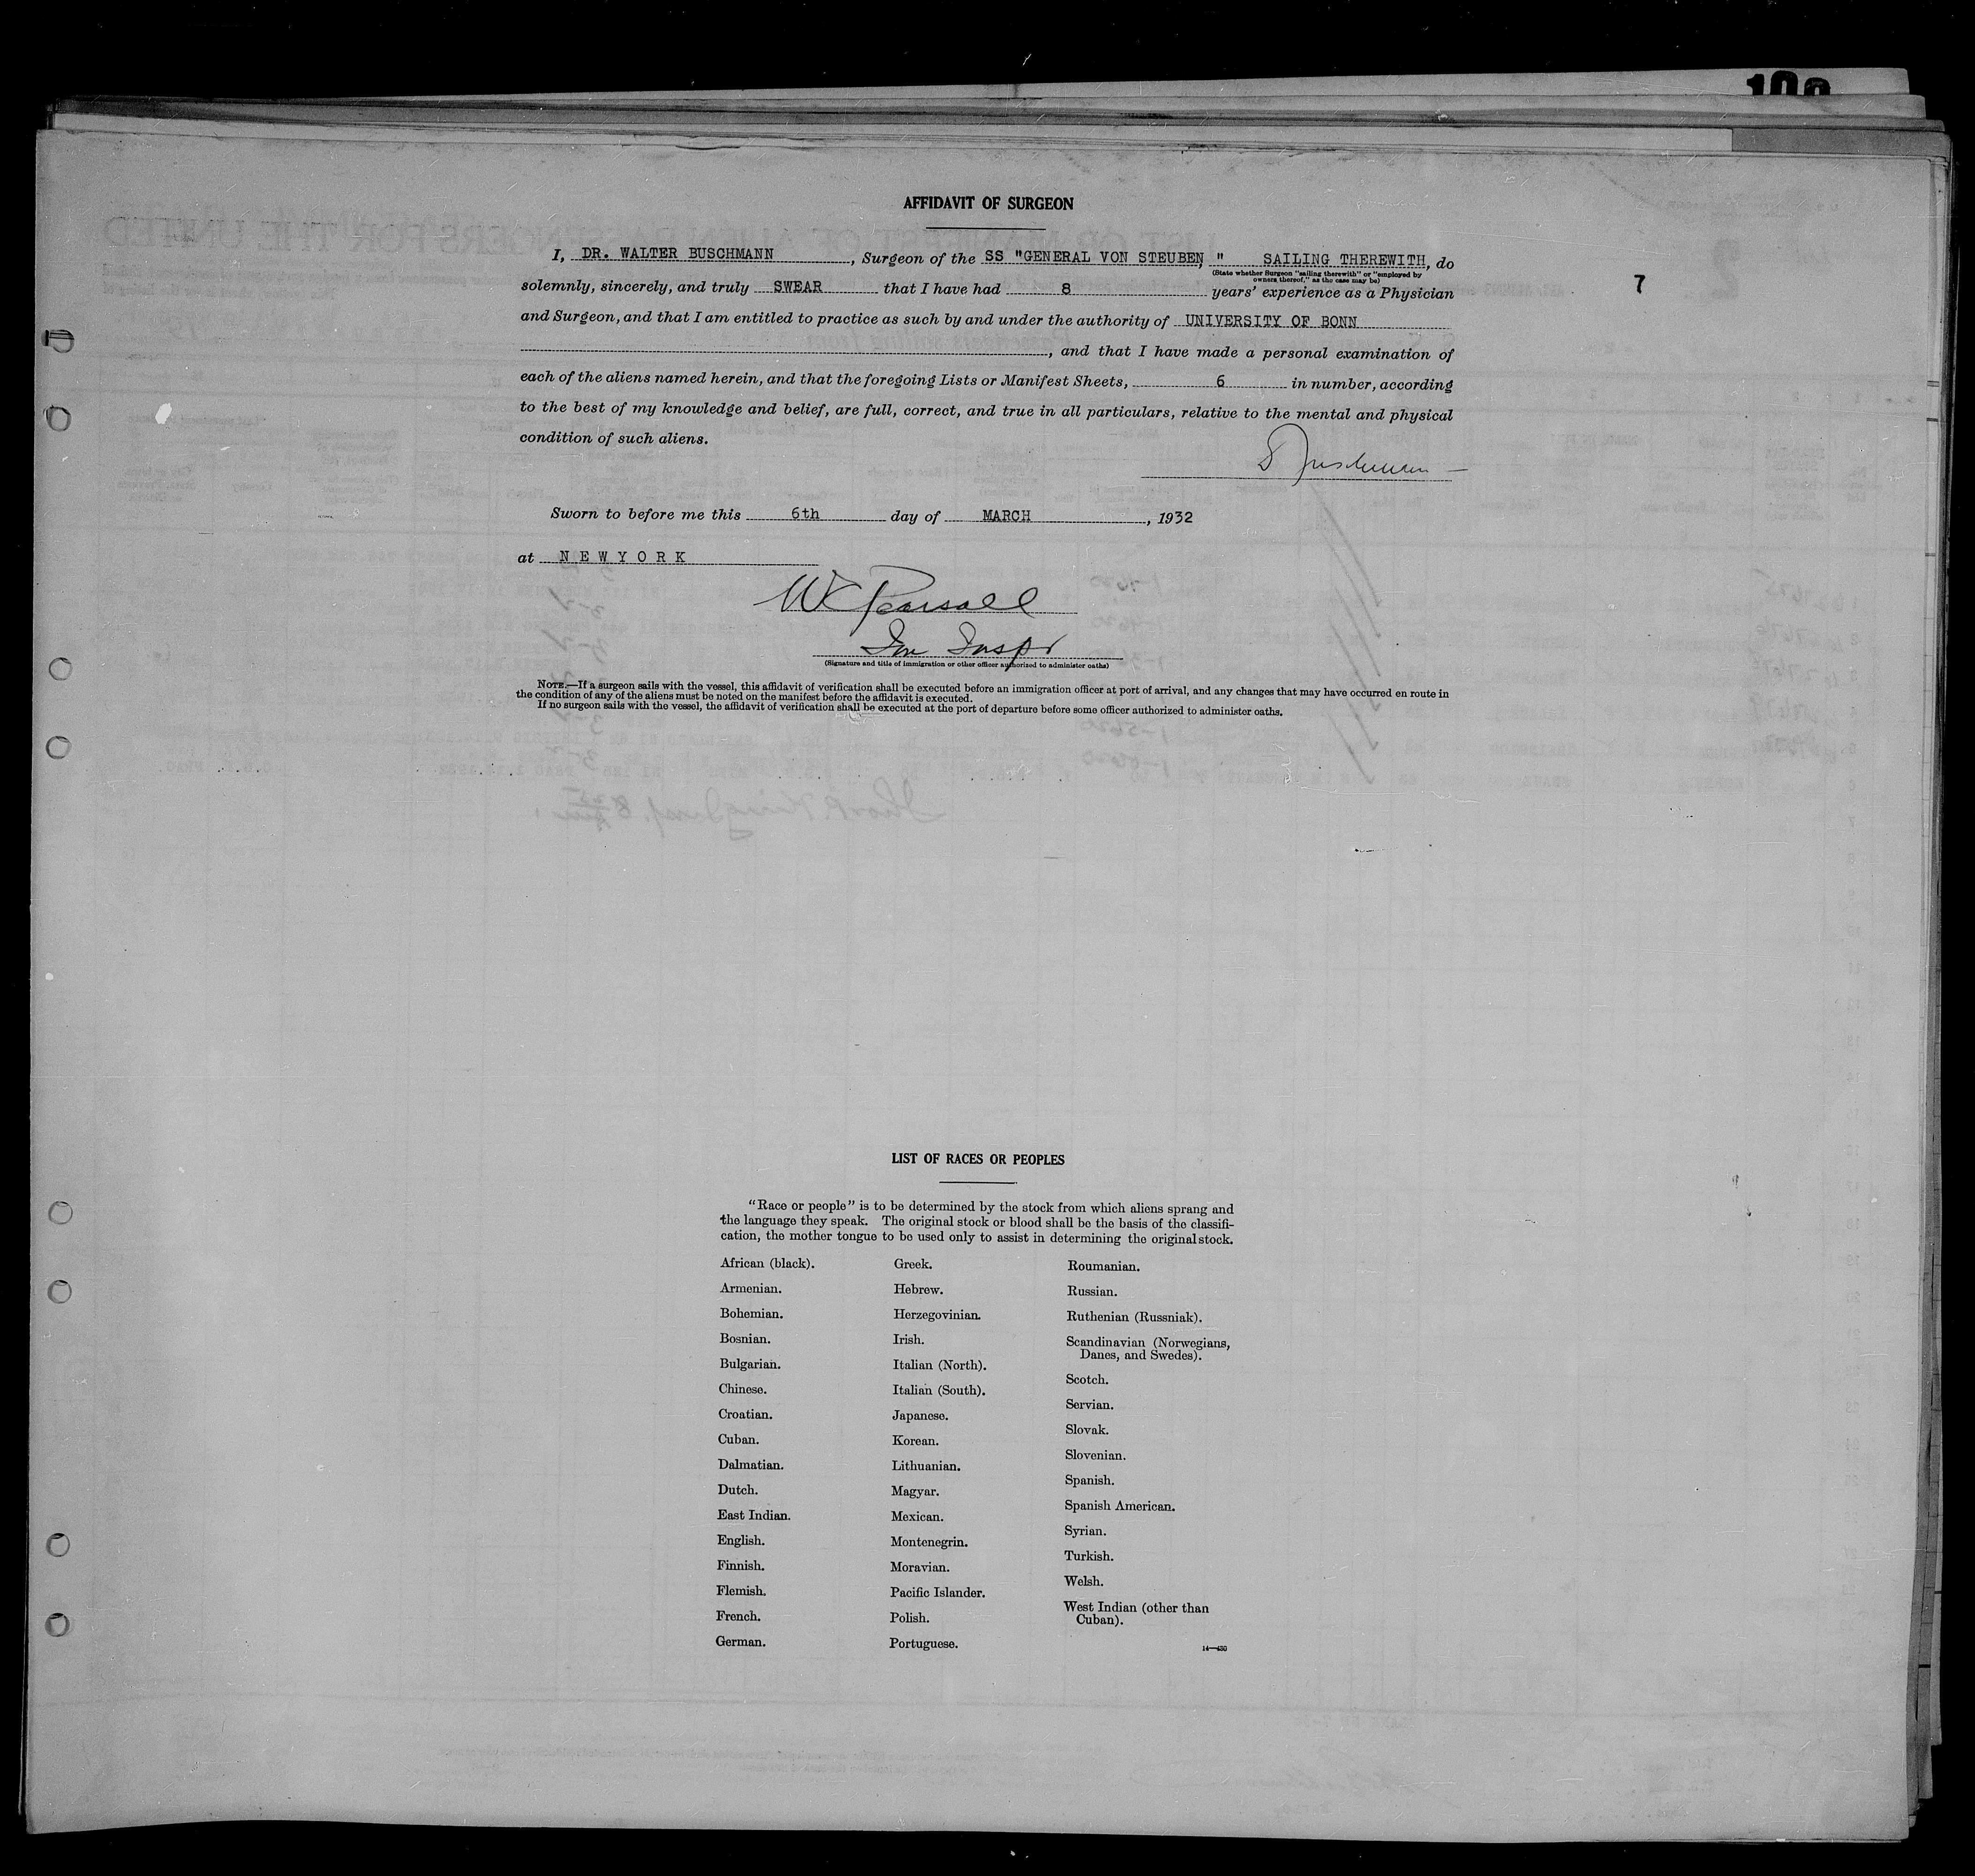 AFFIDAVIT OF SURGEON
I, DR. WALTER BUSCHMANN, Surgeon of the SS "GENERAL VON STEUBEN, " SAILING THEREWITH, do
(State whether Surgeon "sailing therewith" or "employed by
owners thereof," as the case may be)
solemnly, sincerely, and truly SWEAR that I have had 8 years' experience as a Physician
7
and Surgeon, and that I am entitled to practice as such by and under the authority of UNIVERSITY OF BONN
, and that I have made a personal examination of
each of the aliens named herein, and that the foregoing Lists or Manifest Sheets, 6 in number, according
to the best of my knowledge and belief, are full, correct, and true in all particulars, relative to the mental and physical
condition of such aliens.
Sworn to before me this 6th day of MARCH, 1932
at N E W Y O R K
(Signature and title of immigration or other officer authorized to administer oaths)
NOTE.—If a surgeon sails with the vessel, this affidavit of verification shall be executed before an immigration officer at port of arrival, and any changes that may have occurred en route in
the condition of any of the aliens must be noted on the manifest before the affidavit is executed.
If no surgeon sails with the vessel, the affidavit of verification shall be executed at the port of departure before some officer authorized to administer oaths.
LIST OF RACES OR PEOPLES
"Race or people" is to be determined by the stock from which aliens sprang and
the language they speak. The original stock or blood shall be the basis of the classifi-
cation, the mother tongue to be used only to assist in determining the original stock.
African (black).
Armenian.
Bohemian.
Bosnian.
Bulgarian.
Chinese.
Croatian.
Cuban.
Dalmatian.
Dutch.
East Indian.
English.
Finnish.
Flemish.
French.
German.
Greek.
Hebrew.
Herzegovinian.
Irish.
Italian (North).
Italian (South).
Japanese.
Korean.
Lithuanian.
Magyar.
Mexican.
Montenegrin.
Moravian.
Pacific Islander.
Polish.
Portuguese.
Roumanian.
Russian.
Ruthenian (Russniak).
Scandinavian (Norwegians,
Danes, and Swedes).
Scotch.
Servian.
Slovak.
Slovenian.
Spanish.
Spanish American.
Syrian.
Turkish.
Welsh.
West Indian (other than
Cuban).